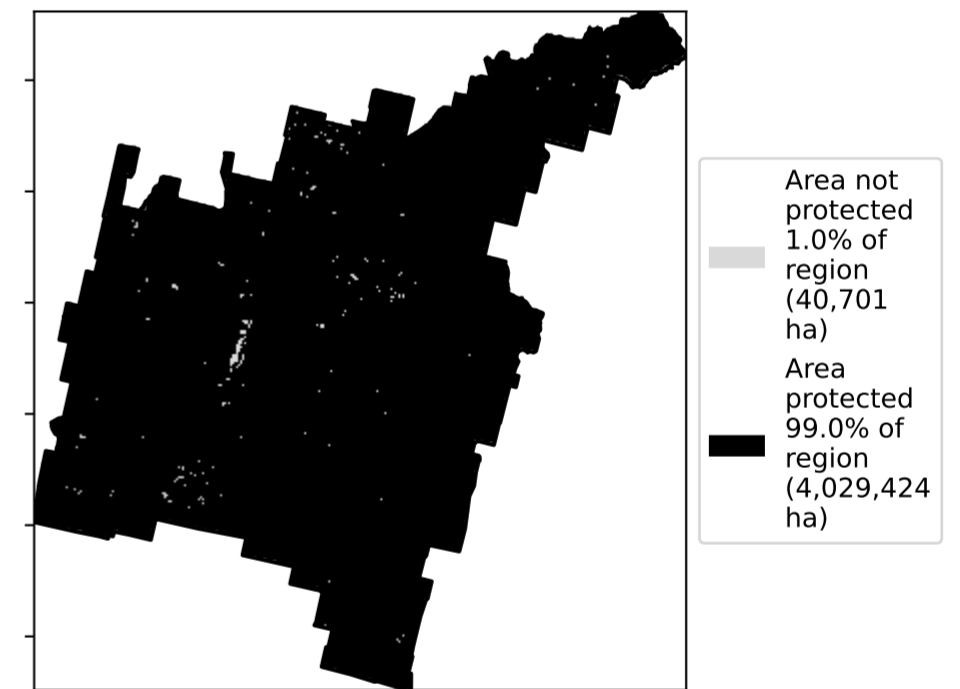 Area not
protected
1.0% of
region
(40,701
ha)
Area
protected
99.0% of
region
(4,029,424
ha)